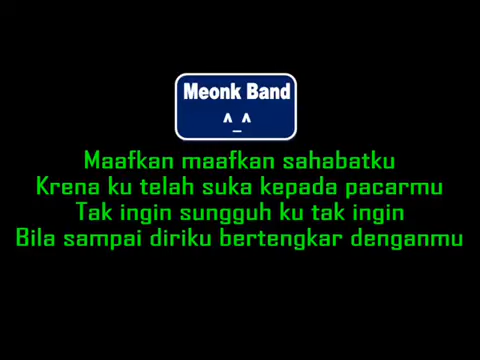 Meonk Band
^_^
Maafkan maafkan sahabatku
Krena ku telah suka kepada pacarmu
Tak ingin sungguh ku tak ingin
Bila sampai diriku bertengkar denganmu